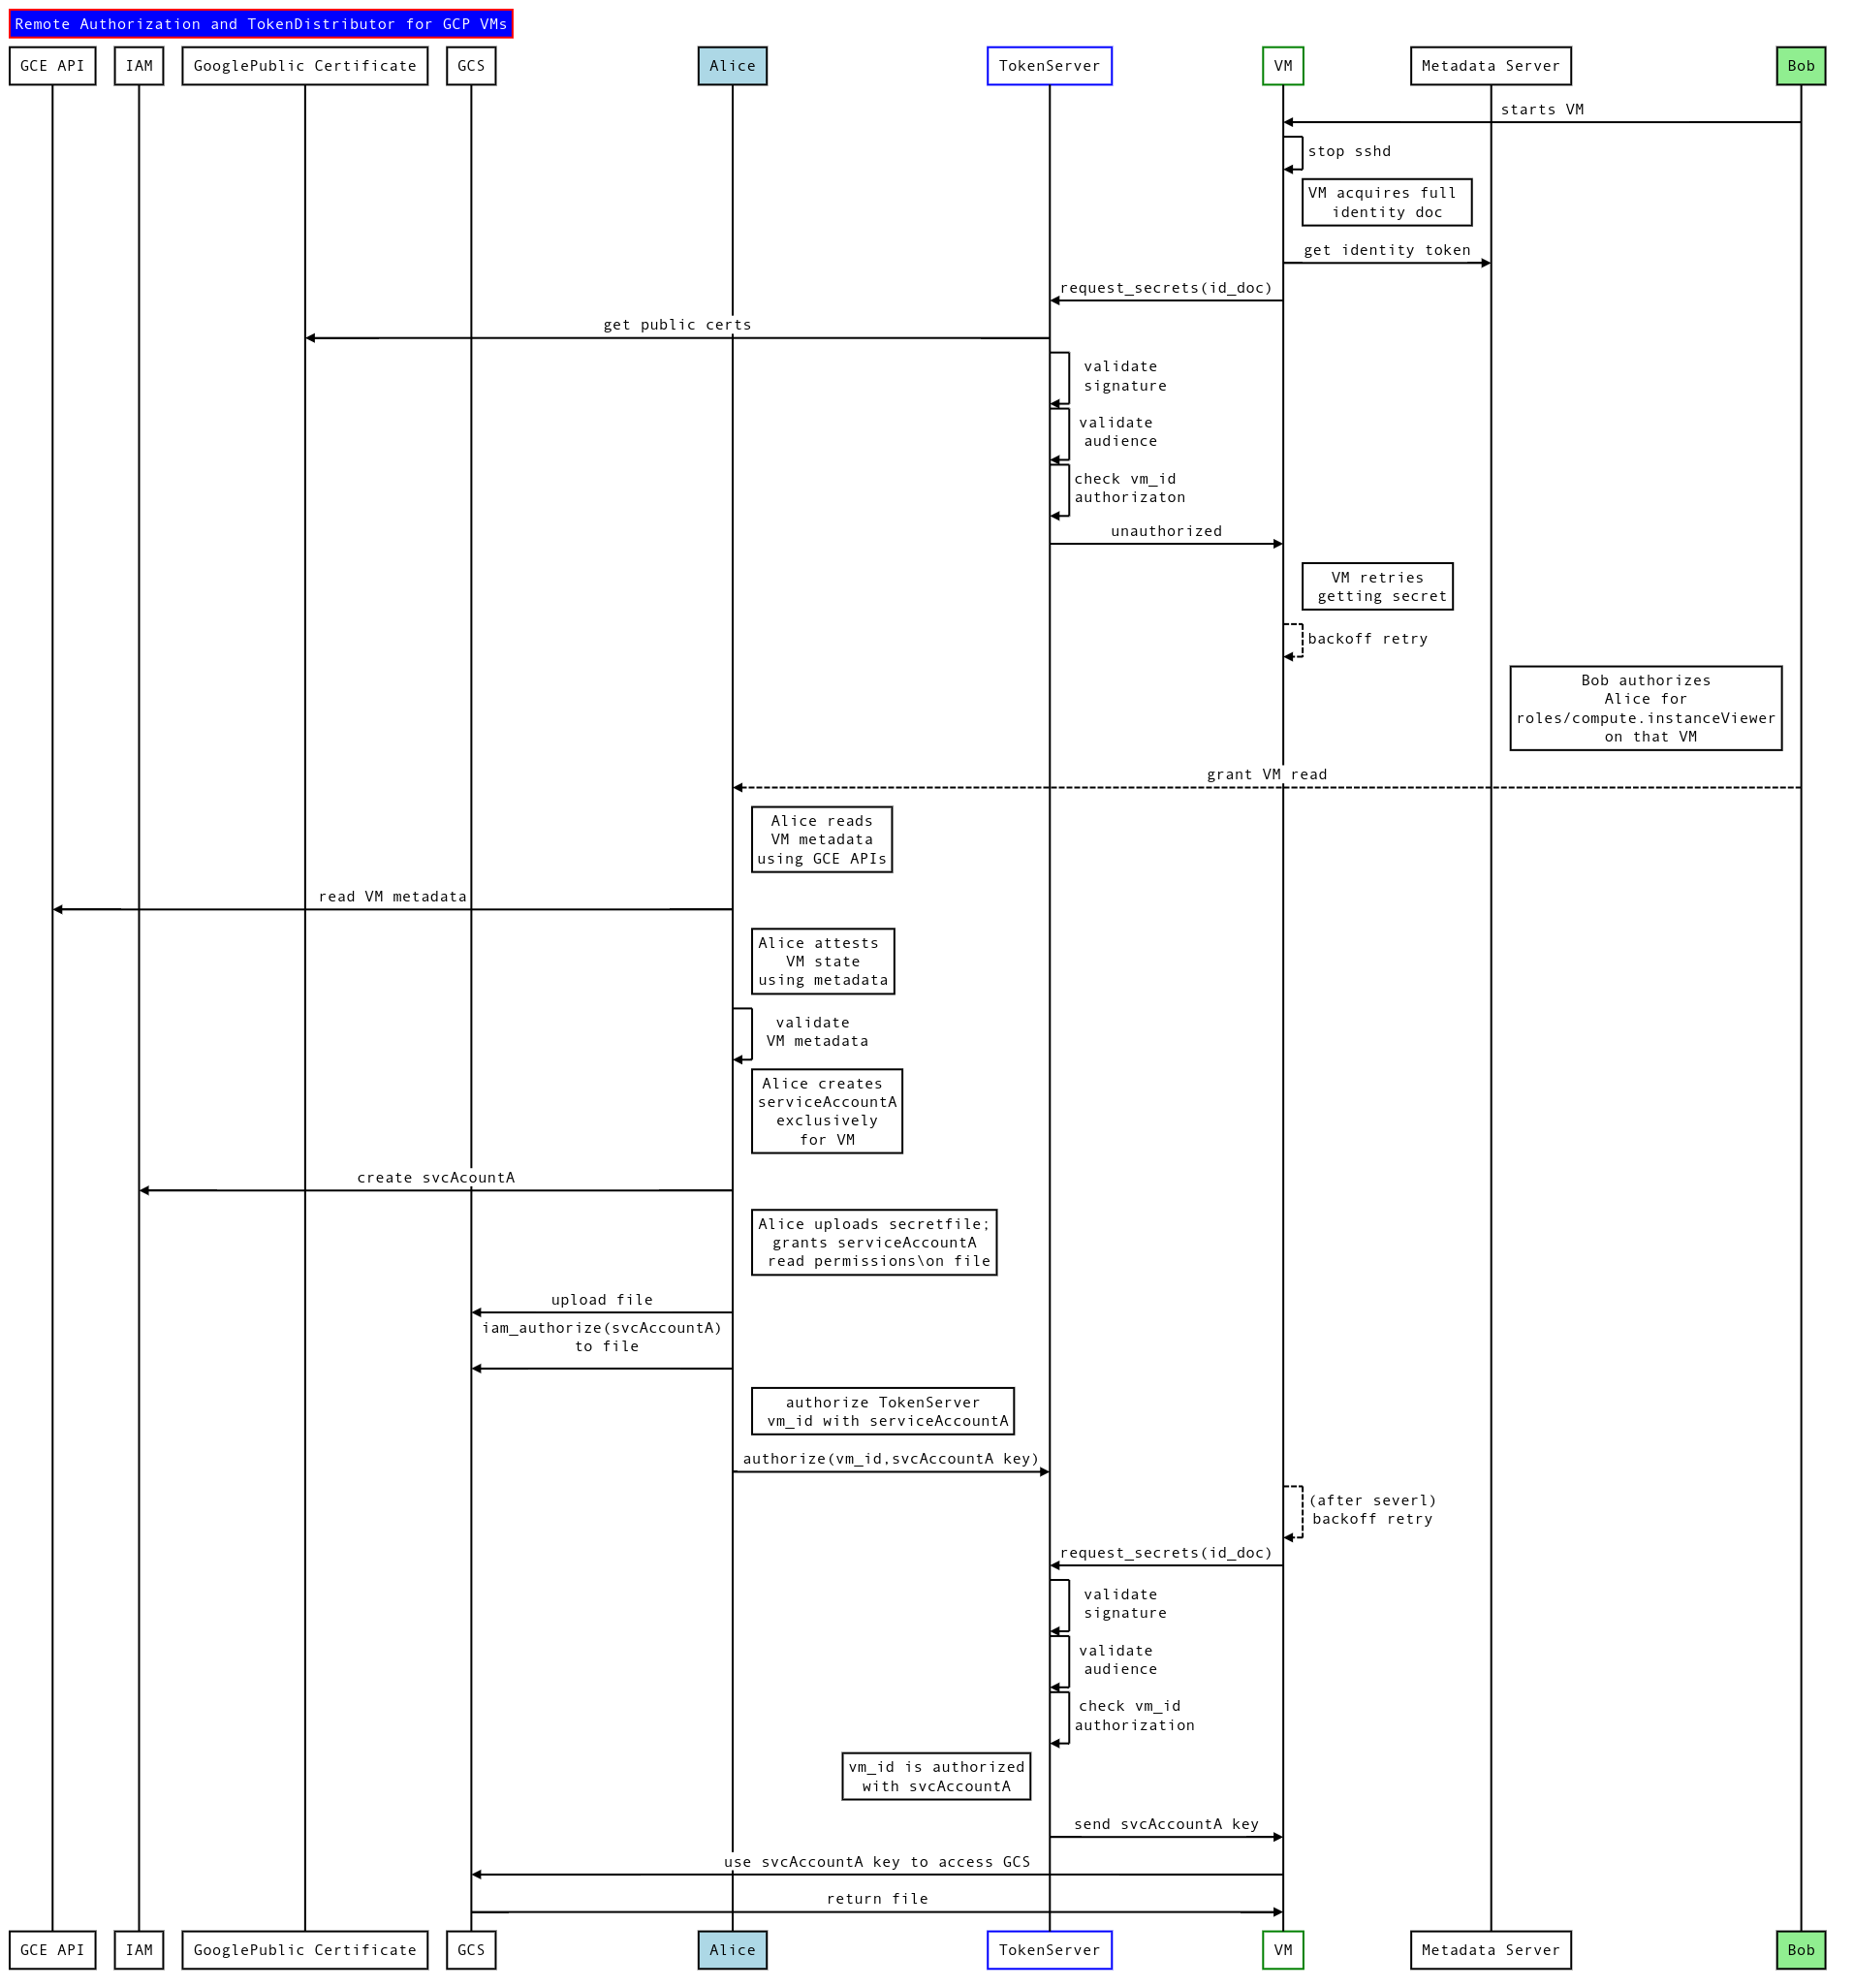 Remote Authorization and TokenDistributor for GCP VMs
GCE API
IAM
GooglePublic Certificate
GCS
Alice
TokenServer
VM
Metadata Server
Bob
starts VM
stop sshd
VM acquires full
identity doc
get identity token
request_secrets(id_doc)
get public certs
validate
signature
validate
audience
check vm_id
authorizaton
unauthorized
VM retries
getting secret
backoff retry
Bob authorizes
Alice for
roles/compute.instanceViewer
on that VM
grant VM read
Alice reads
VM metadata
using GCE APIs
read VM metadata
Alice attests
VM state
using metadata
validate
VM metadata
Alice creates
serviceAccountA
exclusively
for VM
create svcAcountA
Alice uploads secretfile;
grants serviceAccountA
read permissions\on file
upload file
iam_authorize(svcAccountA)
to file
authorize TokenServer
vm_id with serviceAccountA
authorize(vm_id,svcAccountA key)
(after severl)
backoff retry
request_secrets(id_doc)
validate
signature
validate
audience
check vm_id
authorization
vm_id is authorized
with svcAccountA
send svcAccountA key
use svcAccountA key to access GCS
return file
GCE API
IAM
GooglePublic Certificate
GCS
Alice
TokenServer
VM
Metadata Server
Bob